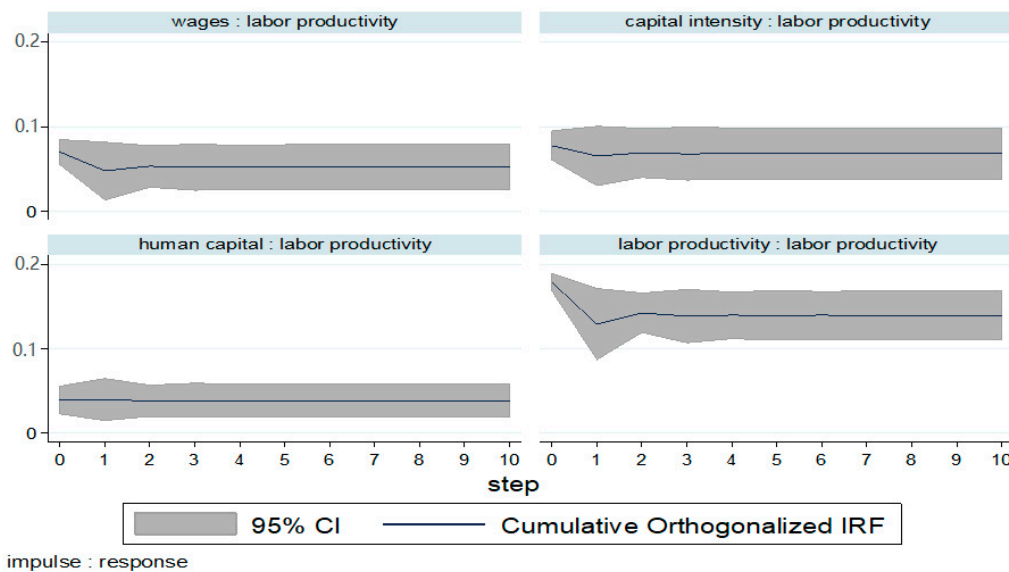 wages : labor productivity
capital intensity : labor productivity
0.2
0.1
0
human capital : labor productivity
labor productivity : labor productivity
0.2
0.1
0
0 1 2 3 4 5 6 7 8 9 10
0 1 2 3 4 5 6 7 8 9 10
step
95% CI
Cumulative Orthogonalized IRF
impulse : response